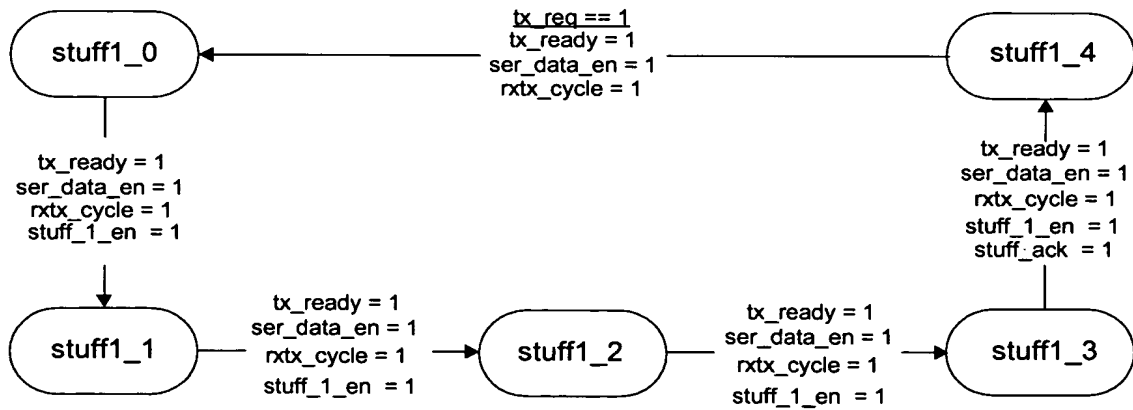 stuff1_0
tx_req == 1
tx_ready = 1
ser_data_en = 1
rxtx_cycle = 1
stuff1_4
tx_ready = 1
ser_data_en = 1
rxtx_cycle = 1
stuff_1_en = 1
tx_ready = 1
ser_data_en = 1
rxtx_cycle = 1
stuff_1_en = 1
stuff_ack = 1
stuff1_1
tx_ready = 1
ser_data_en = 1
rxtx_cycle = 1
stuff_1_en = 1
stuff1_2
tx_ready = 1
ser_data_en = 1
rxtx_cycle = 1
stuff_1_en = 1
stuff1_3